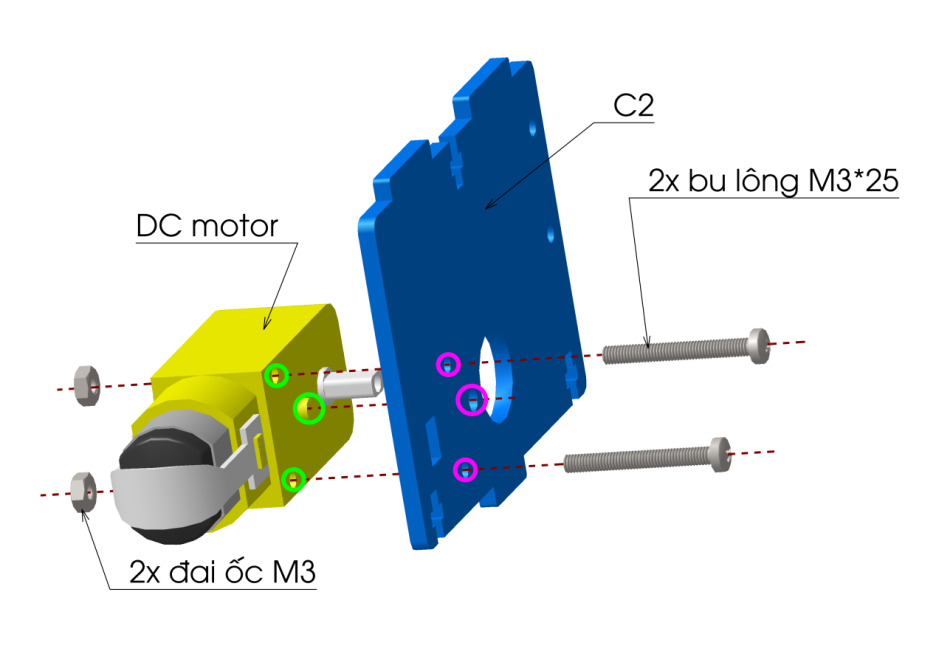 C2
2x bu lông M3*25
DC motor
2x đai ốc M3